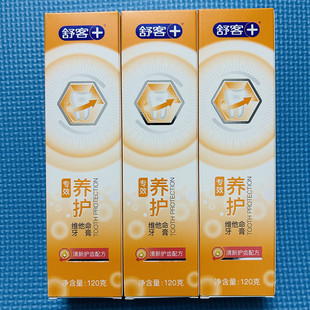 舒客
专效
养护
维他命
牙膏
TOOTH PROTECTION
清新护齿配方
净含量:120克
舒客
专效
养护
维他命
牙膏
TOOTH PROTECTION
清新护齿配方
净含量:120克
舒客
专效
养护
维他命
牙膏
TOOTH PROTECTION
清新护齿配方
净含量:120克